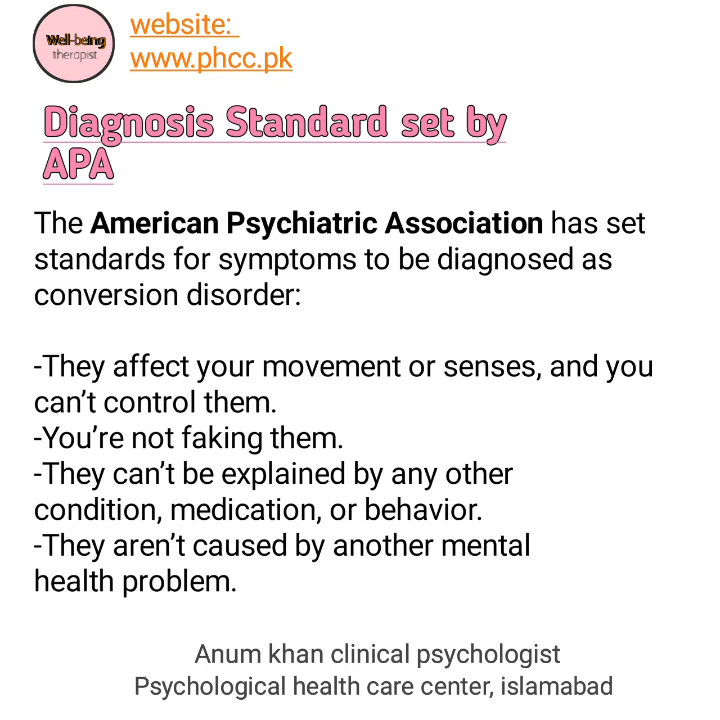 Well-being
therapist
website:
www.phcc.pk
Diagnosis Standard set by
APA
The American Psychiatric Association has set
standards for symptoms to be diagnosed as
conversion disorder:
-They affect your movement or senses, and you
can’t control them.
-You’re not faking them.
-They can’t be explained by any other
condition, medication, or behavior.
-They aren’t caused by another mental
health problem.
Anum khan clinical psychologist
Psychological health care center, islamabad